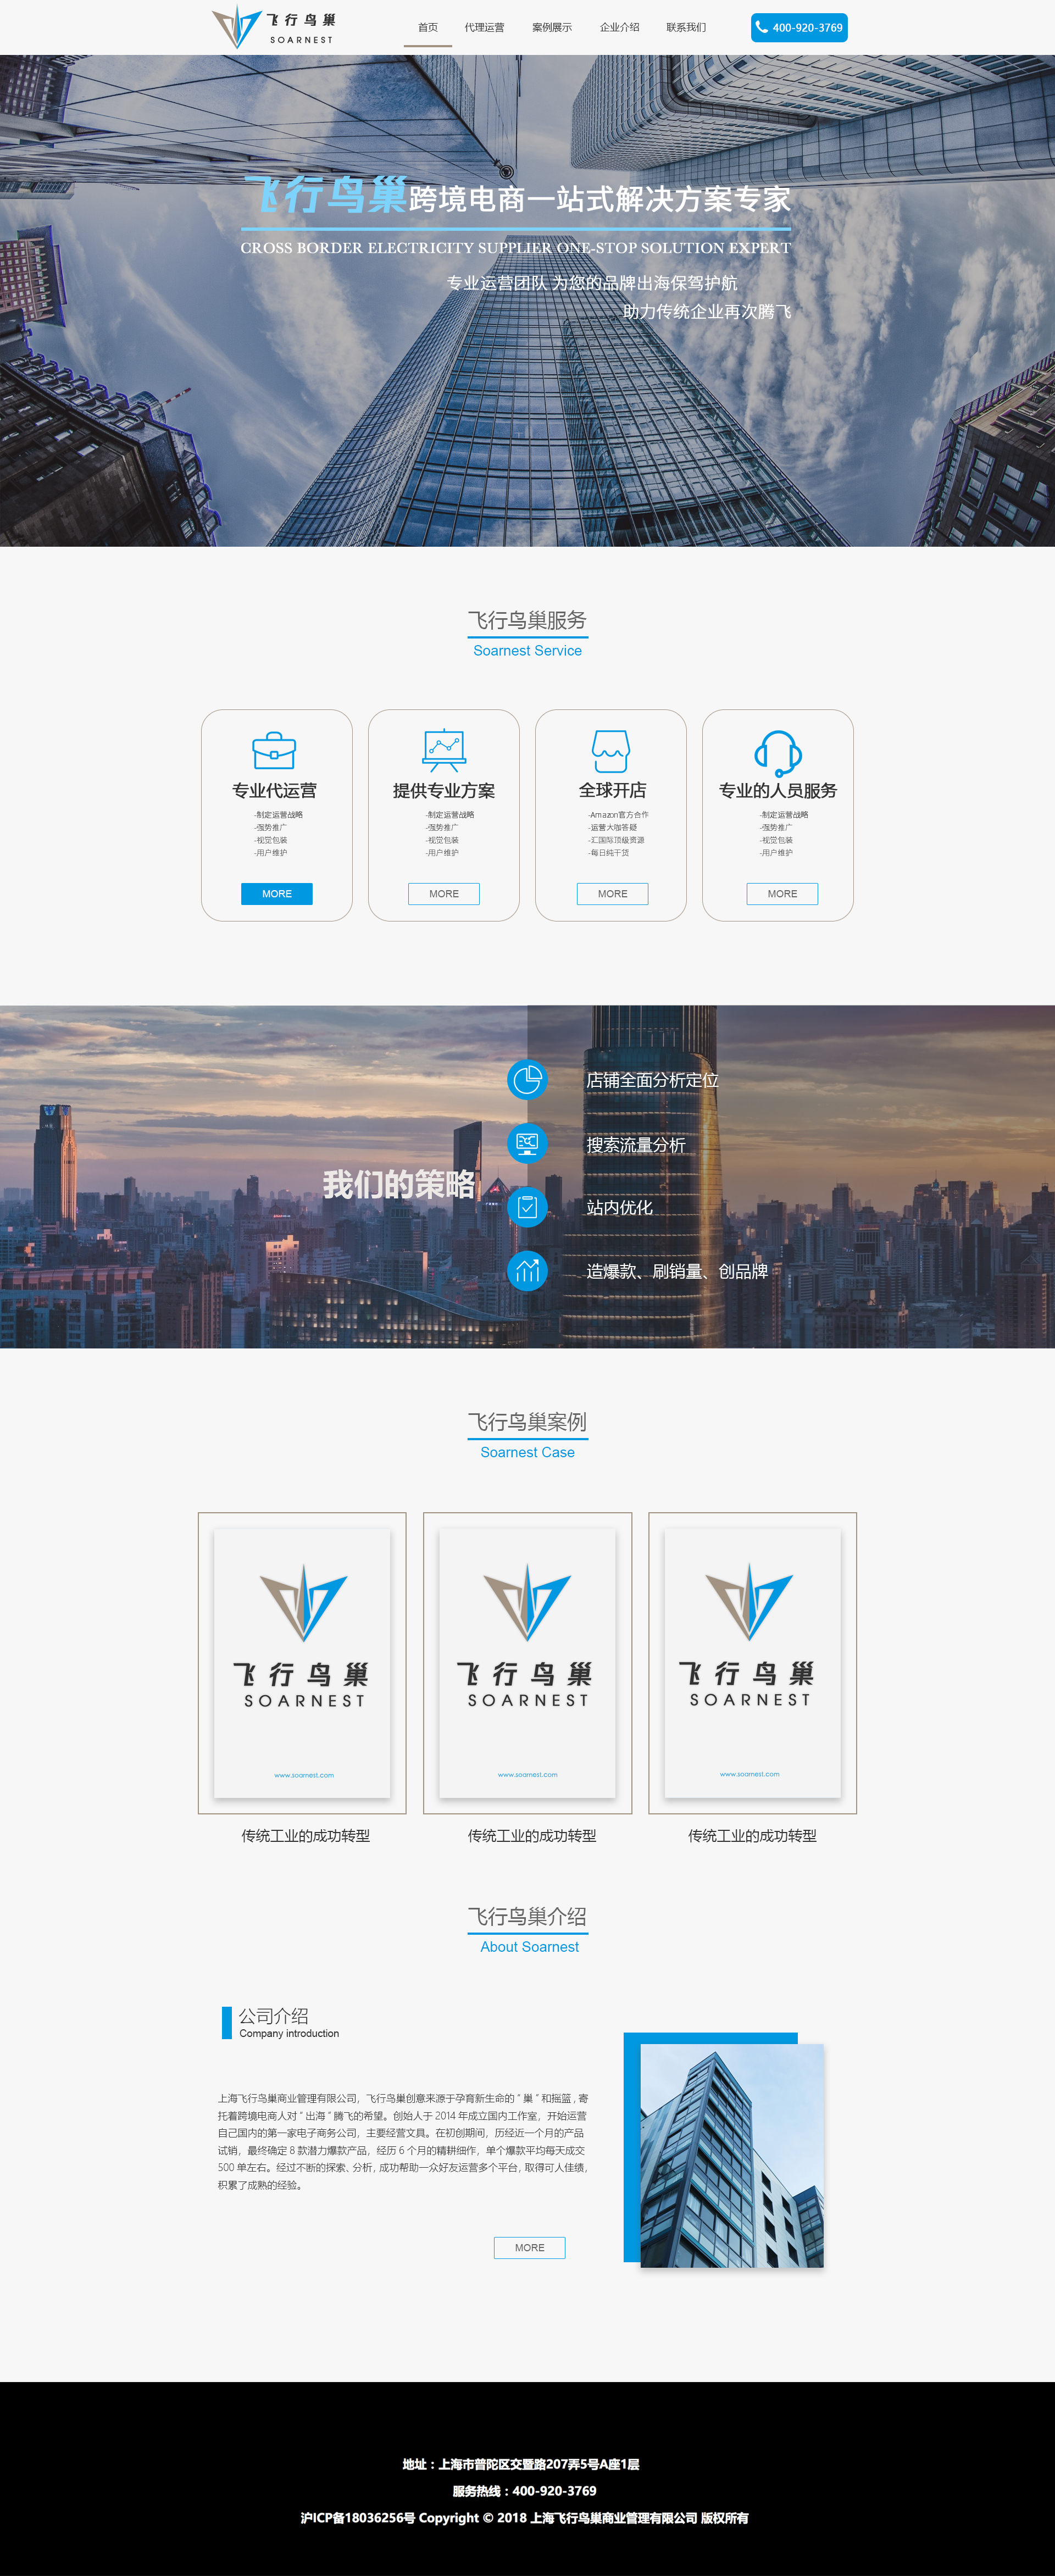 飞行鸟巢
SOARNEST
首页 代理运营 案例展示 企业介绍 联系我们
400-920-3769
飞行鸟巢跨境电商一站式解决方案专家
CROSS BORDER ELECTRICITY SUPPLIER ONE-STOP SOLUTION EXPERT
专业运营团队 为您的品牌出海保驾护航
助力传统企业再次腾飞
飞行鸟巢服务
Soarnest Service
专业代运营
-制定运营战略
-强势推广
-视觉包装
-用户维护
MORE
提供专业方案
-制定运营战略
-强势推广
-视觉包装
-用户维护
MORE
全球开店
-Amazon官方合作
-运营大咖答疑
-汇国际顶级资源
-每日纯干货
MORE
专业的人员服务
-制定运营战略
-强势推广
-视觉包装
-用户维护
MORE
我们的策略
店铺全面分析定位
搜索流量分析
站内优化
造爆款、刷销量、创品牌
飞行鸟巢案例
Soarnest Case
飞行鸟巢
SOARNEST
www.soarnest.com
传统工业的成功转型
飞行鸟巢
SOARNEST
www.soarnest.com
传统工业的成功转型
飞行鸟巢
SOARNEST
www.soarnest.com
传统工业的成功转型
飞行鸟巢介绍
About Soarnest
公司介绍
Company introduction
上海飞行鸟巢商业管理有限公司，飞行鸟巢创意来源于孕育新生命的“巢”和摇篮，寄
托着跨境电商人对“出海”腾飞的希望。创始人于 2014 年成立国内工作室，开始运营
自己国内的第一家电子商务公司，主要经营文具。在初创期间，历经近一个月的产品
试销，最终确定 8 款潜力爆款产品，经历 6 个月的精耕细作，单个爆款平均每天成交
500 单左右。经过不断的探索、分析，成功帮助一众好友运营多个平台，取得可人佳绩，
积累了成熟的经验。
MORE
地址：上海市普陀区交暨路207弄5号A座1层
服务热线：400-920-3769
沪ICP备18036256号 Copyright © 2018 上海飞行鸟巢商业管理有限公司 版权所有